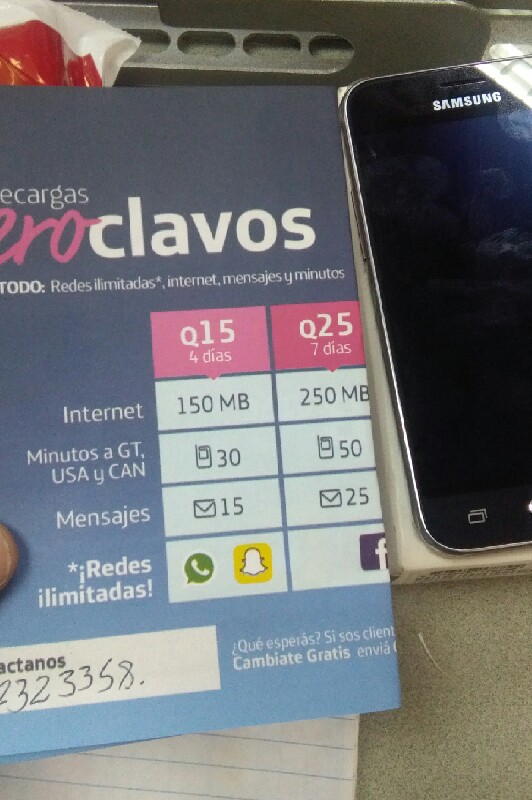 SAMSUNG
ecargas
eroclavos
TODO: Redes ilimitadas*, internet, mensajes y minutos
Q15 Q25
4 días 7 días
Internet 150 MB 250 MB
Minutos a GT, USA y CAN 30 50
Mensajes 15 25
*¡Redes
ilimitadas!
f
¿Qué esperás? Si sos client
actanos Cambiate Gratis enviá
2323358.